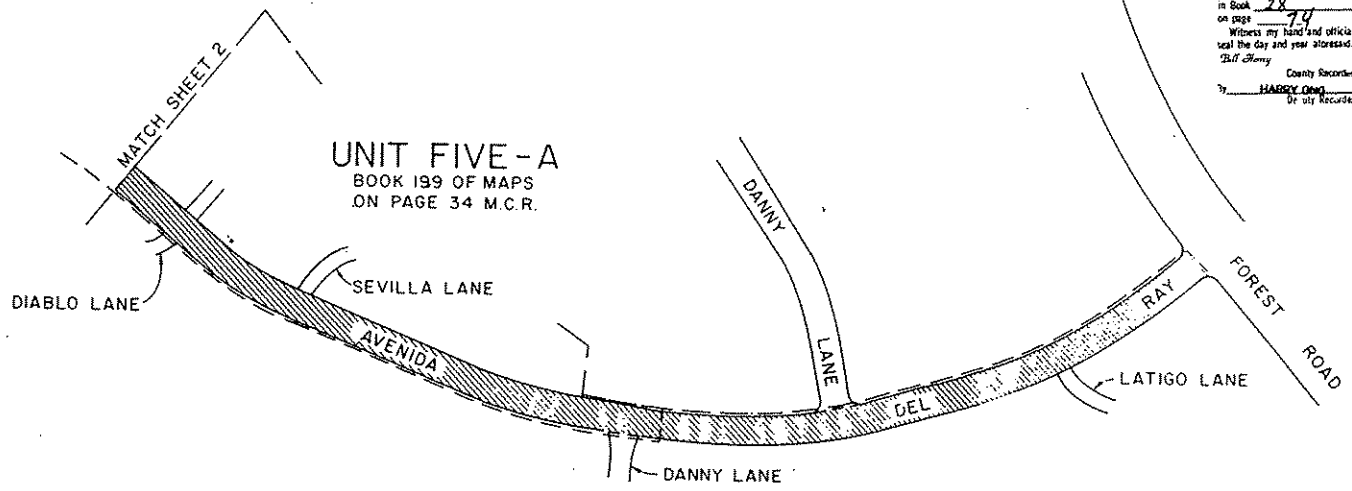 in Book 28
on page 74
Witness my hand and official
seal the day and year aforesaid.
Bill Henry
County Recorder
By HARRY ONG
Recorder
MATCH SHEET 2
UNIT FIVE-A
BOOK 199 OF MAPS
ON PAGE 34 M.C.R.
DIABLO LANE
SEVILLA LANE
AVENIDA
DANNY
LANE
DEL
RAY
FOREST
ROAD
LATIGO LANE
DANNY LANE